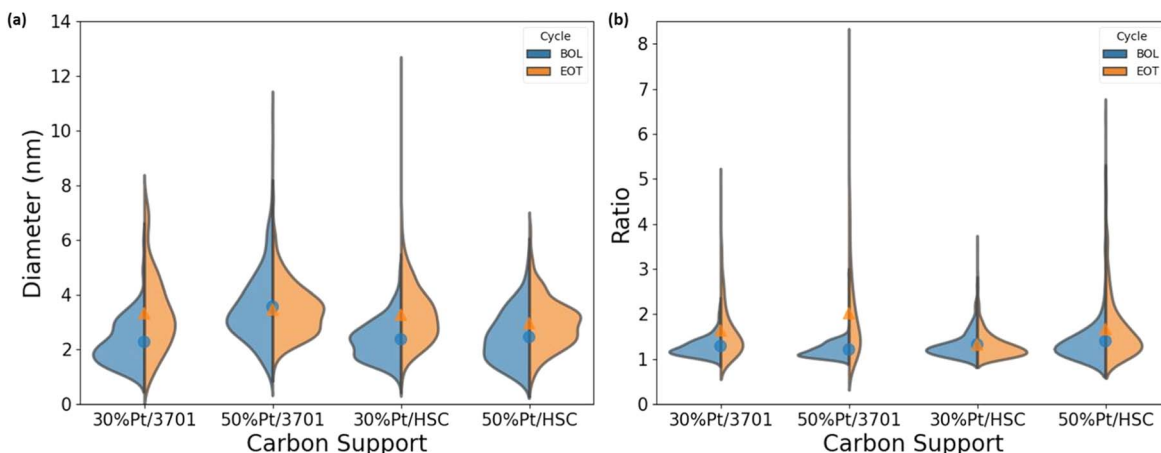 (a)
14
12
10
8
6
4
2
0
Diameter (nm)
Cycle
BOL
EOT
30%Pt/3701 50%Pt/3701 30%Pt/HSC 50%Pt/HSC
Carbon Support
(b)
8
7
6
5
4
3
2
1
0
Ratio
Cycle
BOL
EOT
30%Pt/3701 50%Pt/3701 30%Pt/HSC 50%Pt/HSC
Carbon Support